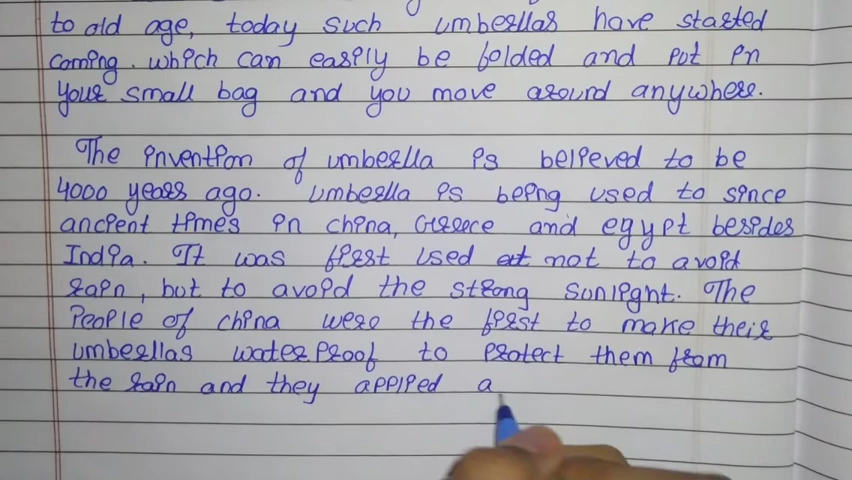 to old age, today such umbrellas have started
coming. which can easily be folded and put in
your small bag and you move around anywhere.
The invention of umbrella is believed to be
4000 years ago. Umbrella is being used to since
ancient times in china, Greece and egypt besides
India. It was first used at not to avoid
rain, but to avoid the strong sunlight. The
People of china were the first to make their
umbrellas waterproof to protect them from
the rain and they applied a